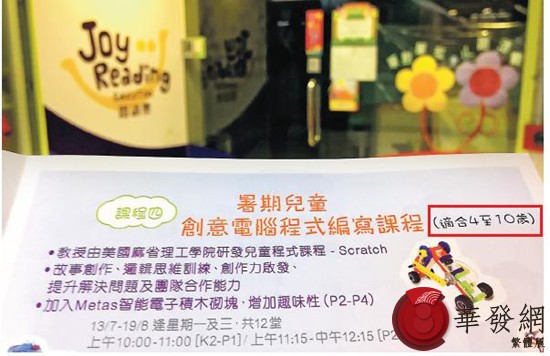 Joy
Reading
課程四
暑期兒童
創意電腦程式編寫課程 (適合4至10歲)
•教授由美國麻省理工學院研發兒童程式課程 - Scratch
•故事創作、邏輯思維訓練、創作力啟發、
提升解決問題及團隊合作能力
•加入Metas智能電子積木砌塊，增加趣味性 (P2-P4)
13/7-19/8 逢星期一及三，共12堂
上午10:00-11:00 [K2-P1] / 上午11:15-中午12:15 [P2
華發網
繁體版